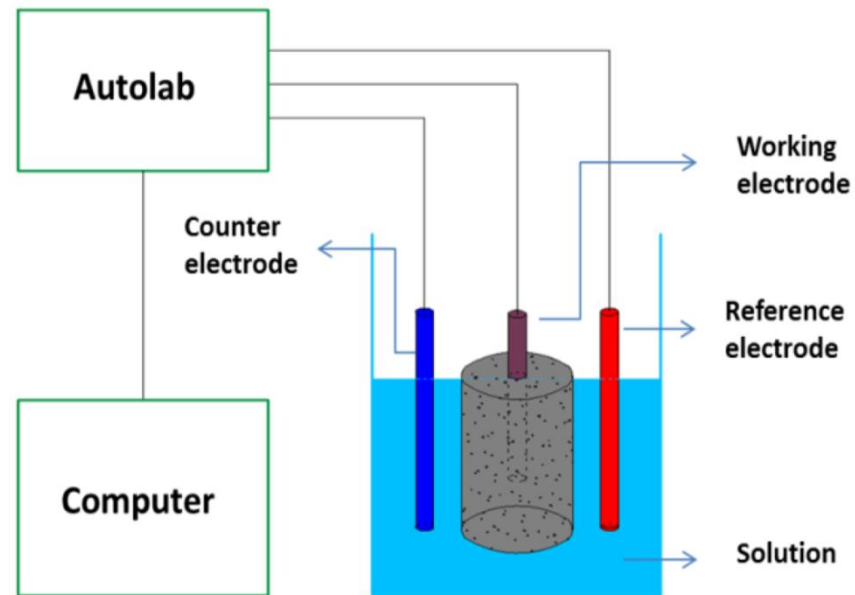 Autolab
Working
electrode
Counter
electrode
Reference
electrode
Computer
Solution